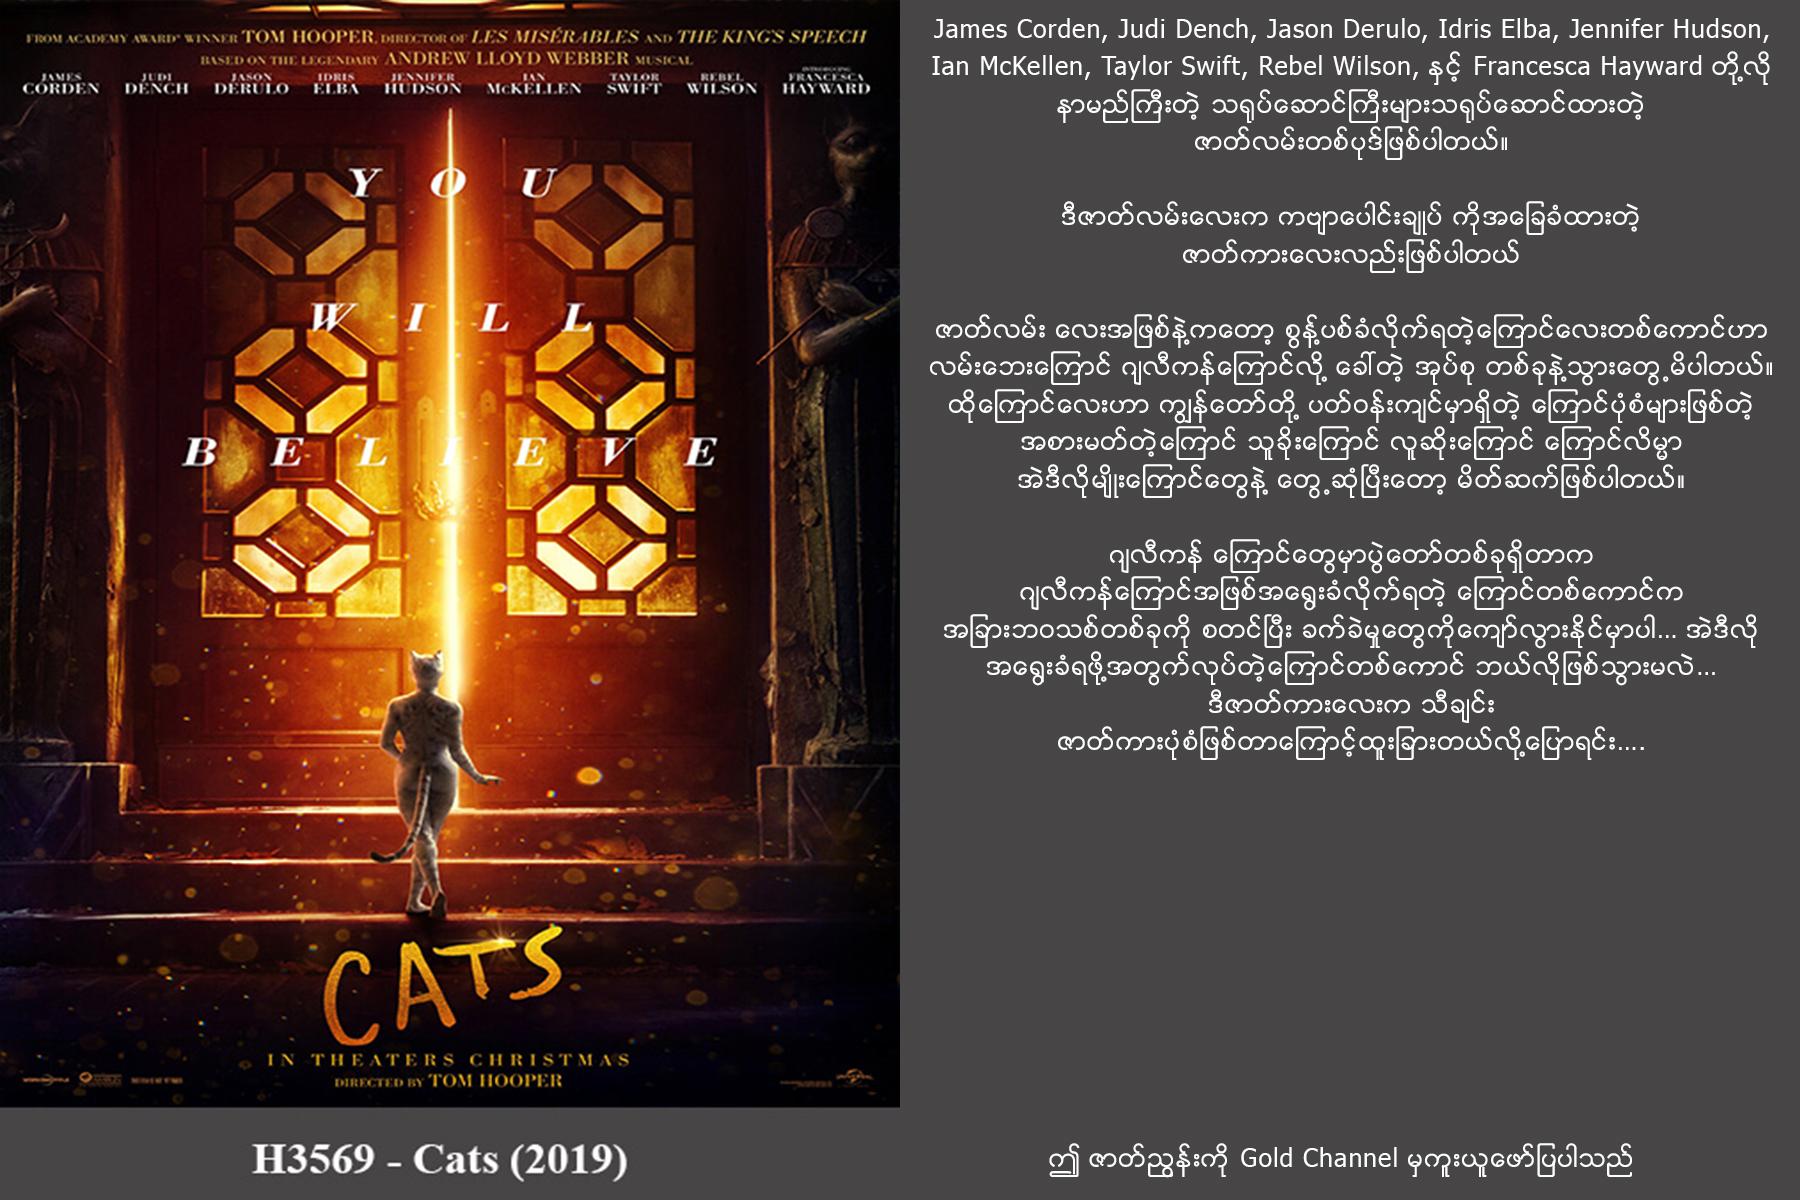 FROM ACADEMY AWARD® WINNER TOM HOOPER, DIRECTOR OF LES MISÉRABLES AND THE KING'S SPEECH
BASED ON THE LEGENDARY ANDREW LLOYD WEBBER MUSICAL
JAMES CORDEN JUDI DENCH JASON DERULO IDRIS ELBA JENNIFER HUDSON IAN McKELLEN TAYLOR SWIFT REBEL WILSON INTRODUCING FRANCESCA HAYWARD
YOU
WILL
BELIEVE
CATS
IN THEATERS CHRISTMAS
DIRECTED BY TOM HOOPER
H3569 - Cats (2019)
James Corden, Judi Dench, Jason Derulo, Idris Elba, Jennifer Hudson,
Ian McKellen, Taylor Swift, Rebel Wilson, နှင့် Francesca Hayward တို့လို
နာမည်ကြီးတဲ့ သရုပ်ဆောင်ကြီးများသရုပ်ဆောင်ထားတဲ့
ဇာတ်လမ်းတစ်ပုဒ်ဖြစ်ပါတယ်။
ဒီဇာတ်လမ်းလေးက ကဗျာပေါင်းချုပ် ကိုအခြေခံထားတဲ့
ဇာတ်ကားလေးလည်းဖြစ်ပါတယ်
ဇာတ်လမ်း လေးအဖြစ်နဲ့ကတော့ စွန့်ပစ်ခံလိုက်ရတဲ့ကြောင်လေးတစ်ကောင်ဟာ
လမ်းဘေးကြောင် ဂျလီကန်ကြောင်လို့ ခေါ်တဲ့ အုပ်စု တစ်ခုနဲ့သွားတွေ့မိပါတယ်။
ထိုကြောင်လေးဟာ ကျွန်တော်တို့ ပတ်ဝန်းကျင်မှာရှိတဲ့ ကြောင်ပုံစံများဖြစ်တဲ့
အစားမတ်တဲ့ကြောင် သူခိုးကြောင် လူဆိုးကြောင် ကြောင်လိမ္မာ
အဲဒီလိုမျိုးကြောင်တွေနဲ့ တွေ့ဆုံပြီးတော့ မိတ်ဆက်ဖြစ်ပါတယ်။
ဂျလီကန် ကြောင်တွေမှာပွဲတော်တစ်ခုရှိတာက
ဂျလီကန်ကြောင်အဖြစ်အရွေးခံလိုက်ရတဲ့ ကြောင်တစ်ကောင်က
အခြားဘဝသစ်တစ်ခုကို စတင်ပြီး ခက်ခဲမှုတွေကိုကျော်လွှားနိုင်မှာပါ... အဲဒီလို
အရွေးခံရဖို့အတွက်လုပ်တဲ့ကြောင်တစ်ကောင် ဘယ်လိုဖြစ်သွားမလဲ...
ဒီဇာတ်ကားလေးက သီချင်း
ဇာတ်ကားပုံစံဖြစ်တာကြောင့်ထူးခြားတယ်လို့ပြောရင်း....
ဤ ဇာတ်ညွှန်းကို Gold Channel မှကူးယူဖော်ပြပါသည်